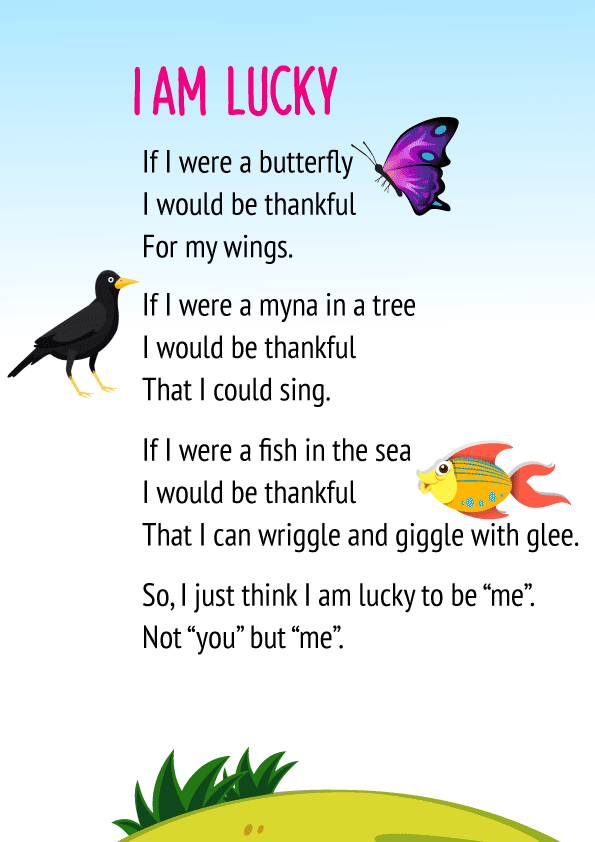 I AM LUCKY
If I were a butterfly
I would be thankful
For my wings.
If I were a myna in a tree
I would be thankful
That I could sing.
If I were a fish in the sea
I would be thankful
That I can wriggle and giggle with glee.
So, I just think I am lucky to be “me”.
Not “you” but “me”.